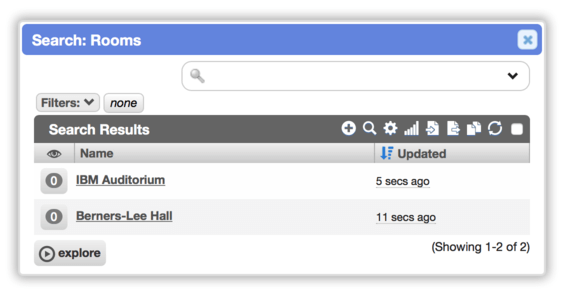 Search: Rooms
Filters: none
Search Results
Name Updated
0 IBM Auditorium 5 secs ago
0 Berners-Lee Hall 11 secs ago
explore (Showing 1-2 of 2)